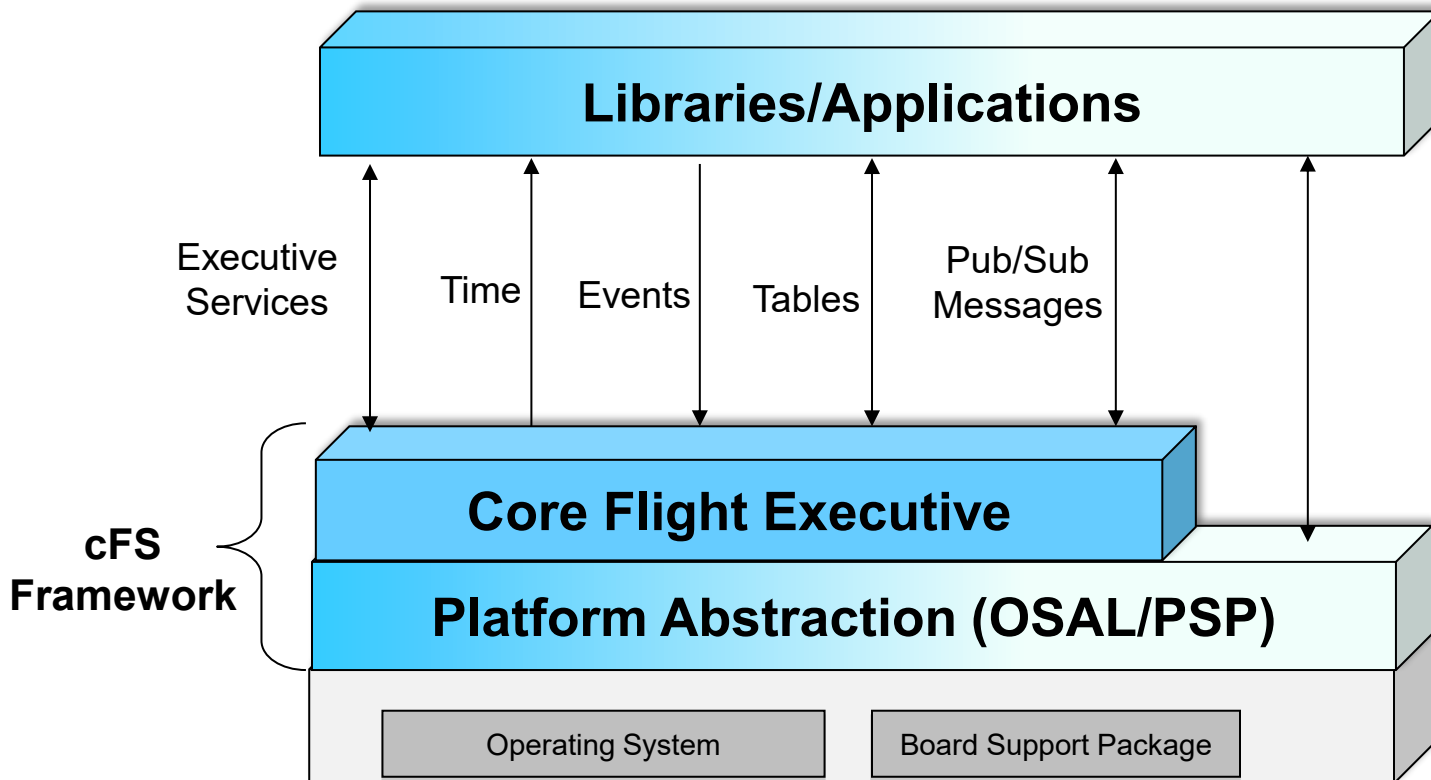 Libraries/Applications
Executive
Services
Time
Events
Tables
Pub/Sub
Messages
cFS
Framework
Core Flight Executive
Platform Abstraction (OSAL/PSP)
Operating System
Board Support Package